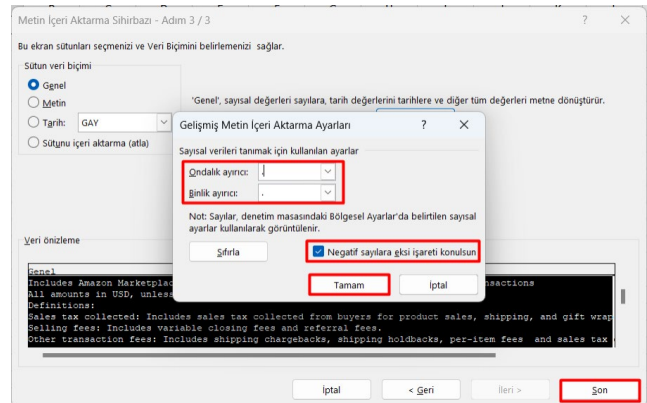 Metin İçeri Aktarma Sihirbazı - Adım 3 / 3
Bu ekran sütunları seçmenizi ve Veri Biçimini belirlemenizi sağlar.
Sütun veri biçimi
Genel
Metin
Tarih: GAY
Sütunu içeri aktarma (atla)
'Genel', sayısal değerleri sayılara, tarih değerlerini tarihlere ve diğer tüm değerleri metne dönüştürür.
Gelişmiş Metin İçeri Aktarma Ayarları
Sayısal verileri tanımak için kullanılan ayarlar
Ondalık ayırıcı:
Binlik ayırıcı: .
Not: Sayılar, denetim masasındaki Bölgesel Ayarlar'da belirtilen sayısal
ayarlar kullanılarak görüntülenir.
Sıfırla
Negatif sayılara eksi işareti konulsun
Tamam İptal
Veri önizleme
Genel
Includes Amazon
All amounts in USD,
Definitions:
Sales tax collected: Includes sales tax collected from buyers for product sales, shipping, and gift wrap
Selling fees: Includes variable closing fees and referral fees.
Other transaction fees: Includes shipping chargebacks, shipping holdbacks, per-item fees and sales tax
İptal < Geri İleri > Son